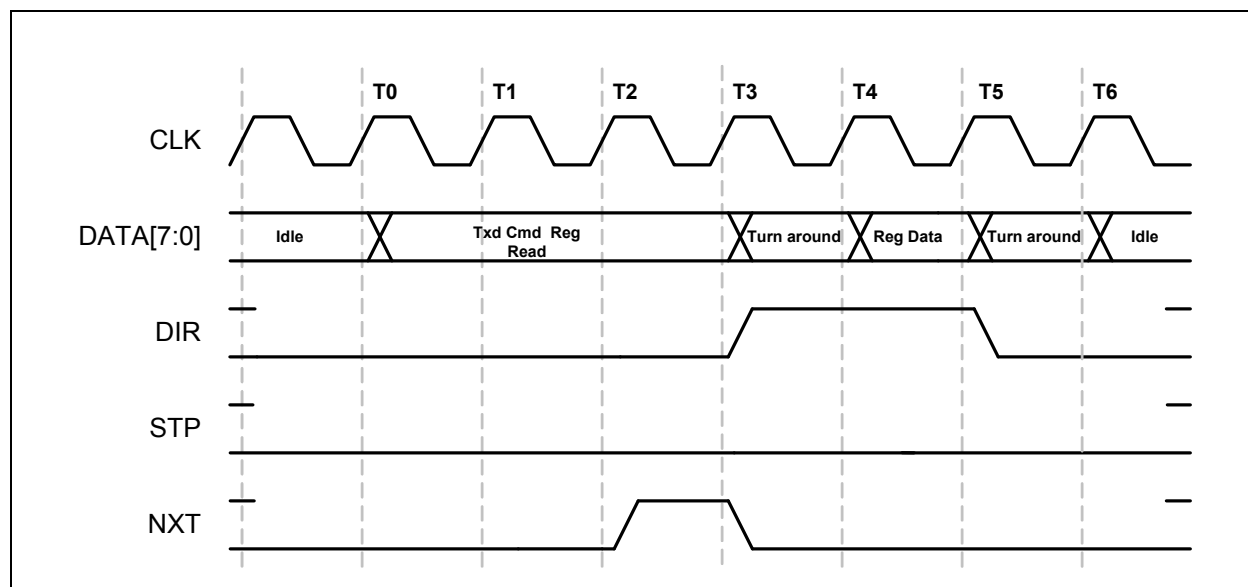 T0 T1 T2 T3 T4 T5 T6
CLK
DATA[7:0]
Idle
Txd Cmd Reg
Read
Turn around
Reg Data
Turn around
Idle
DIR
STP
NXT